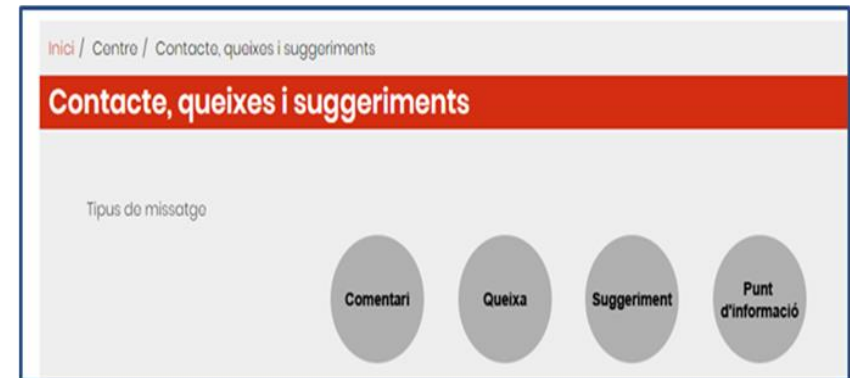 Inici / Centre / Contacte, queixes i suggeriments
Contacte, queixes i suggeriments
Tipus de missatge
Comentari
Queixa
Suggeriment
Punt
d'informació